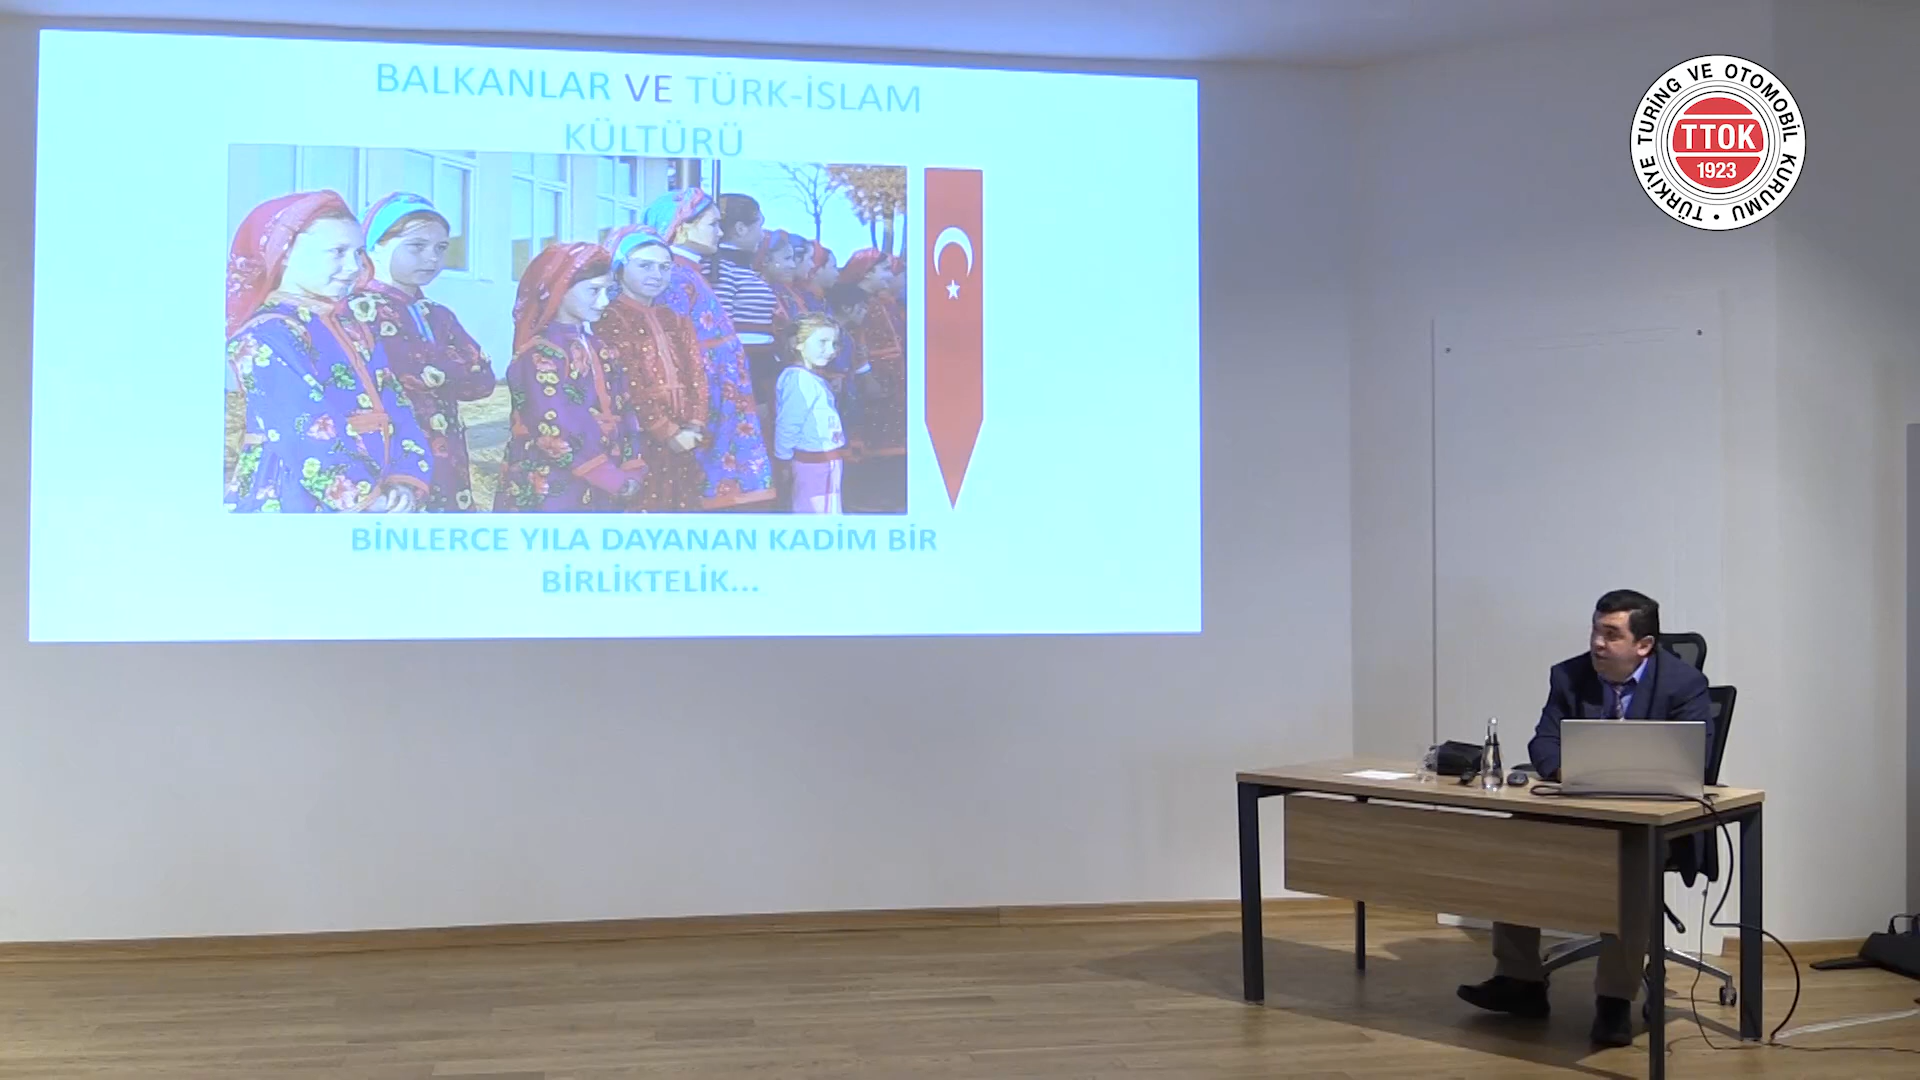 BALKANLAR VE TÜRK-İSLAM
KÜLTÜRÜ
BİNLERCE YILA DAYANAN KADİM BİR
BİRLİKTELİK...
TÜRKİYE TURİNG VE OTOMOBİL KURUMU •
TTOK
1923